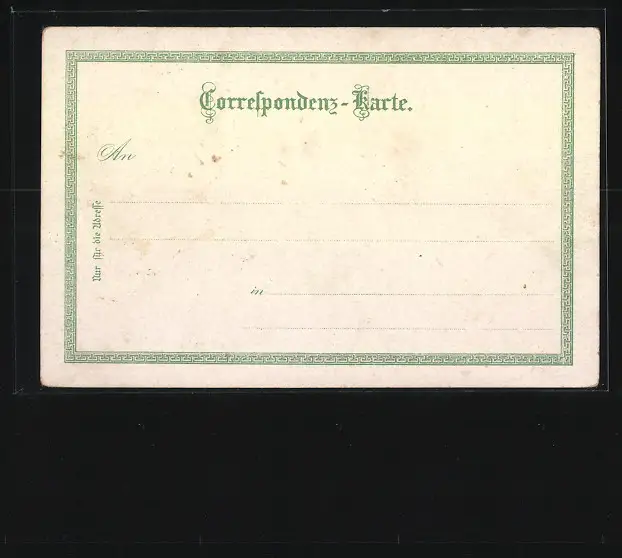 Correſpondenz-Karte.
An
Nur für die Adreſſe
in